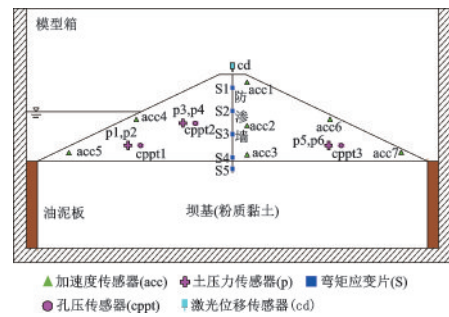 模型箱
cd
S1
acc1
防
p3, p4
S2
acc4
渗
acc2
acc6
p1, p2
cppt2
S3
墙
p5, p6
acc5
cppt1
S4
acc3
cppt3
acc7
S5
油泥板
坝基(粉质黏土)
加速度传感器(acc) 土压力传感器(p) 弯矩应变片(S)
孔压传感器(cppt) 激光位移传感器(cd)